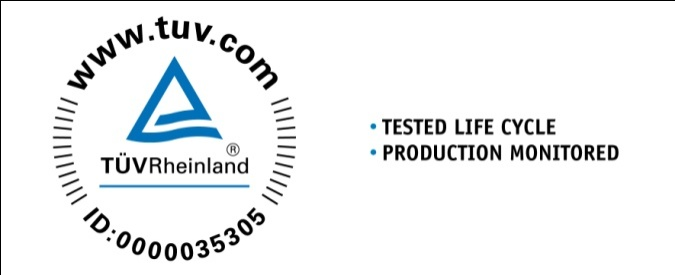 www.tuv.com
TÜVRheinland®
ID:0000035305
• TESTED LIFE CYCLE
• PRODUCTION MONITORED